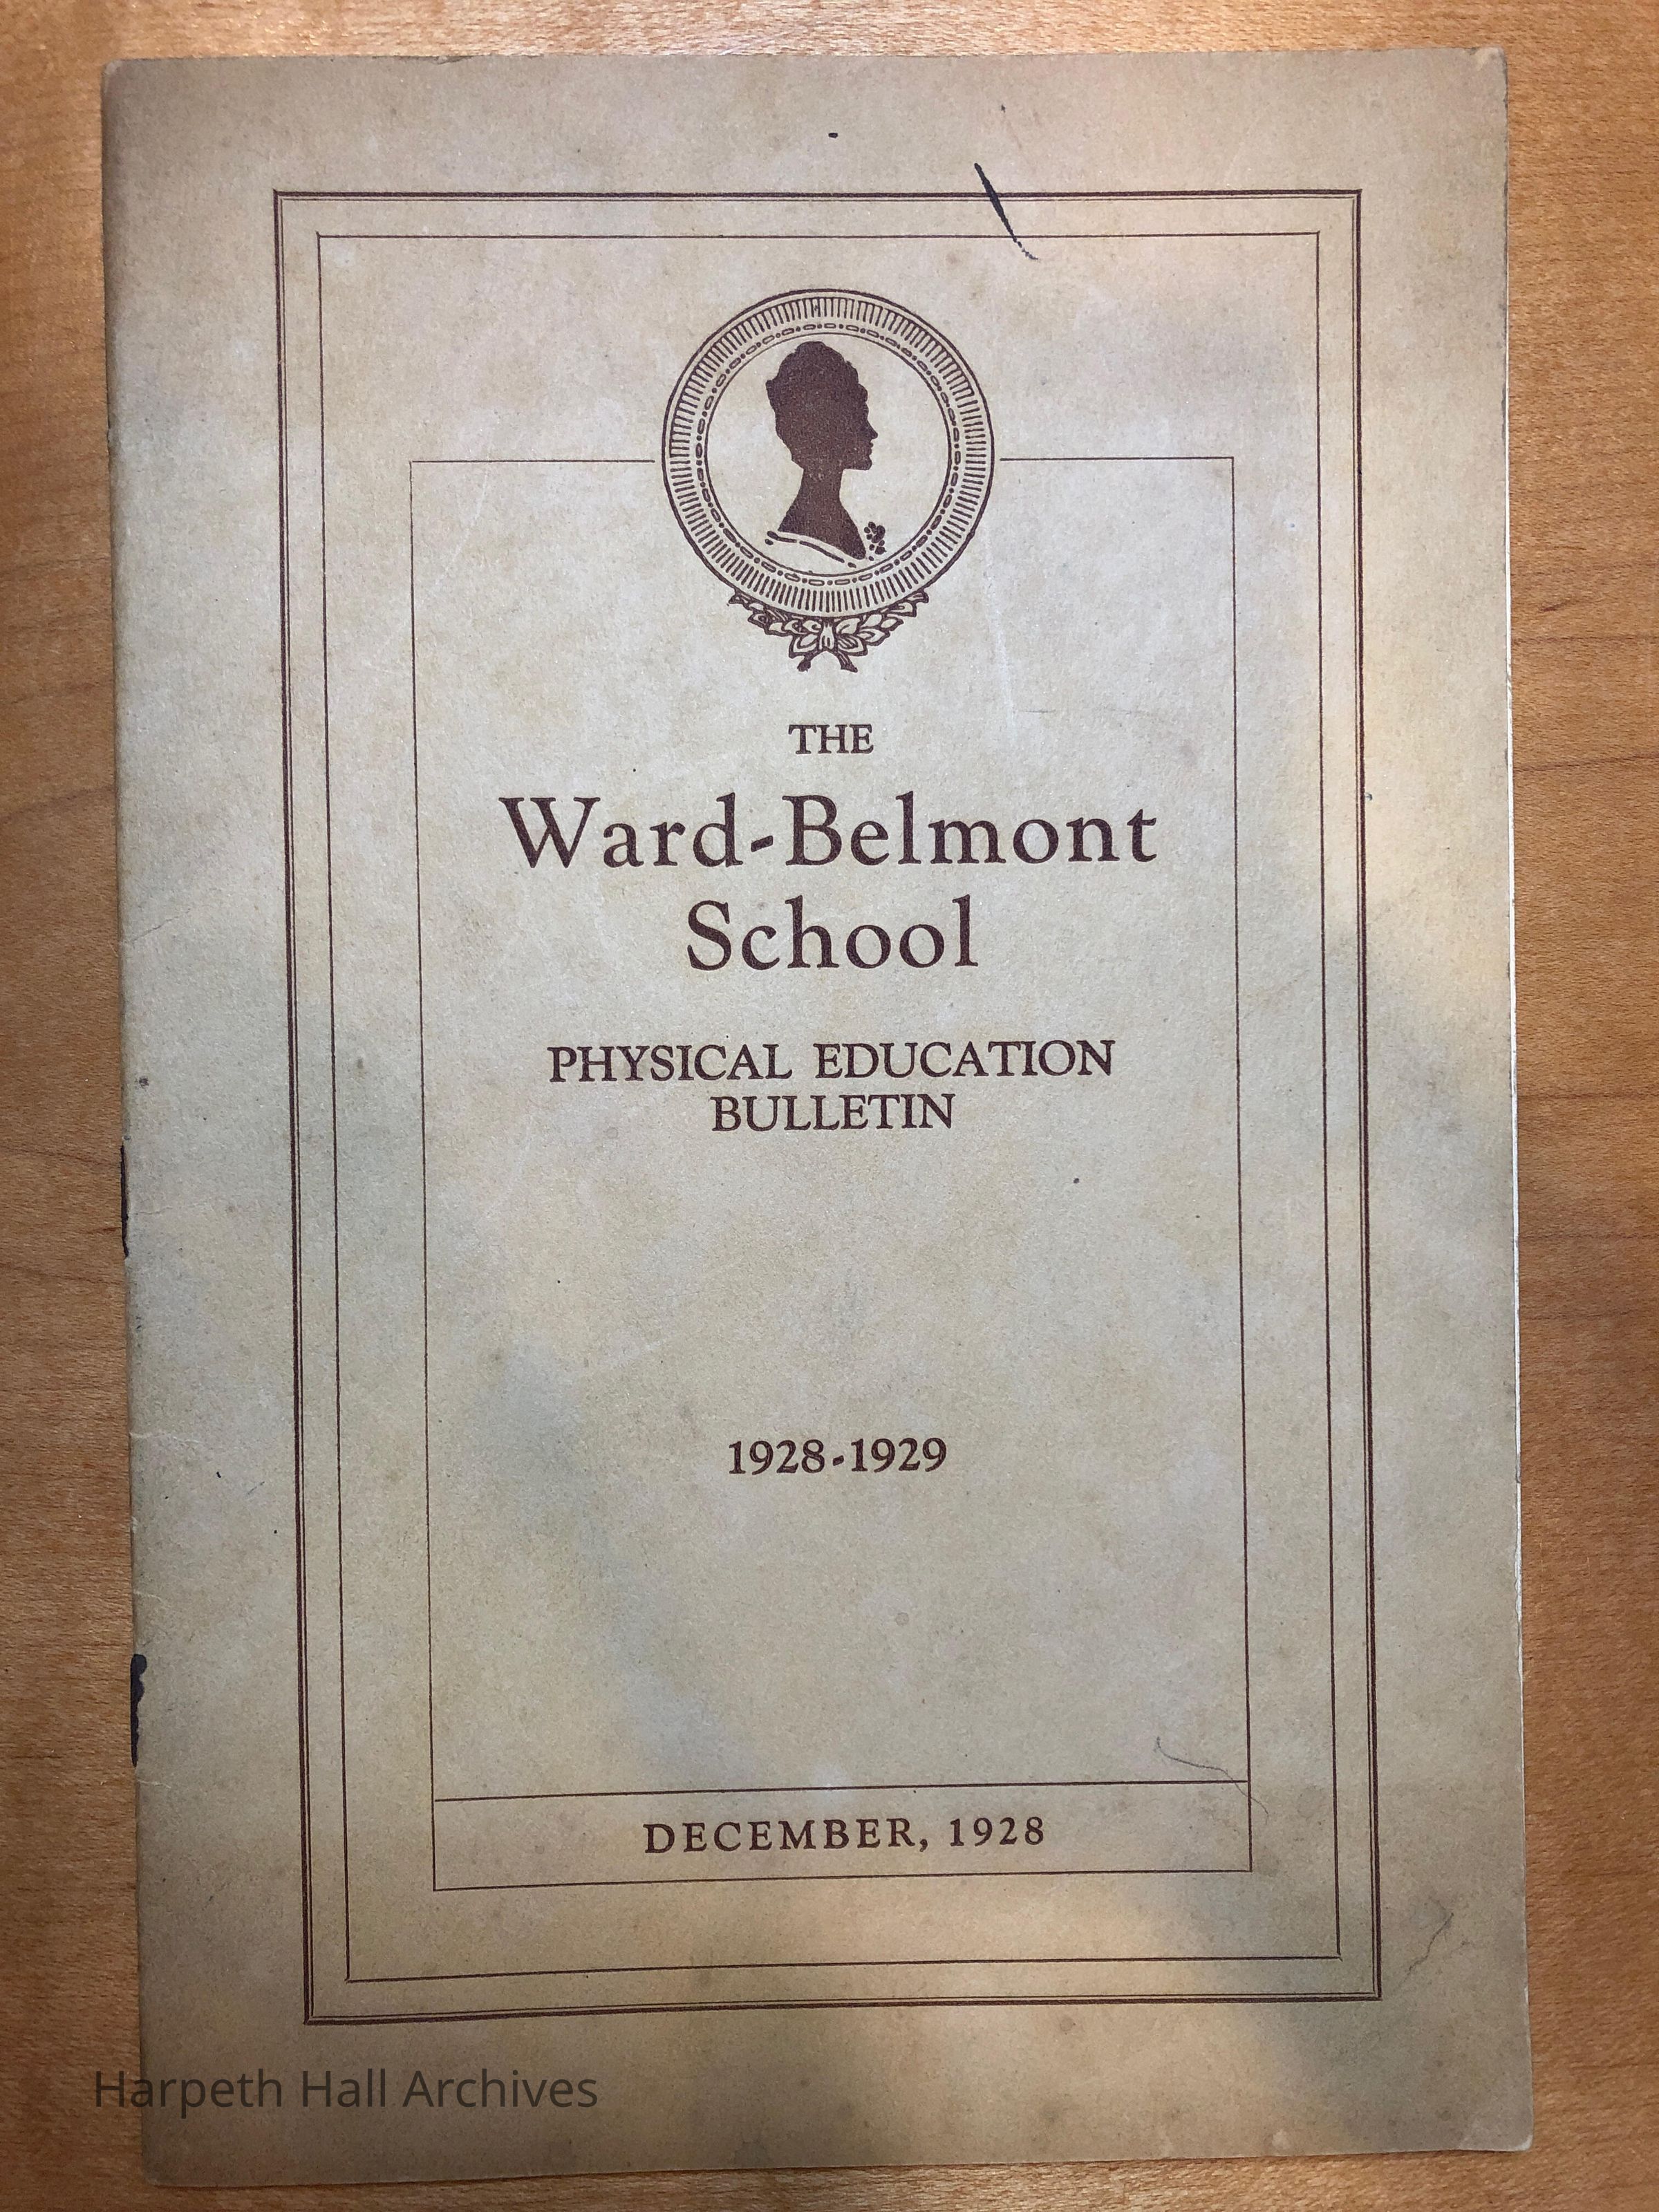 THE
Ward-Belmont
School
PHYSICAL EDUCATION
BULLETIN
1928-1929
DECEMBER, 1928
Harpeth Hall Archives